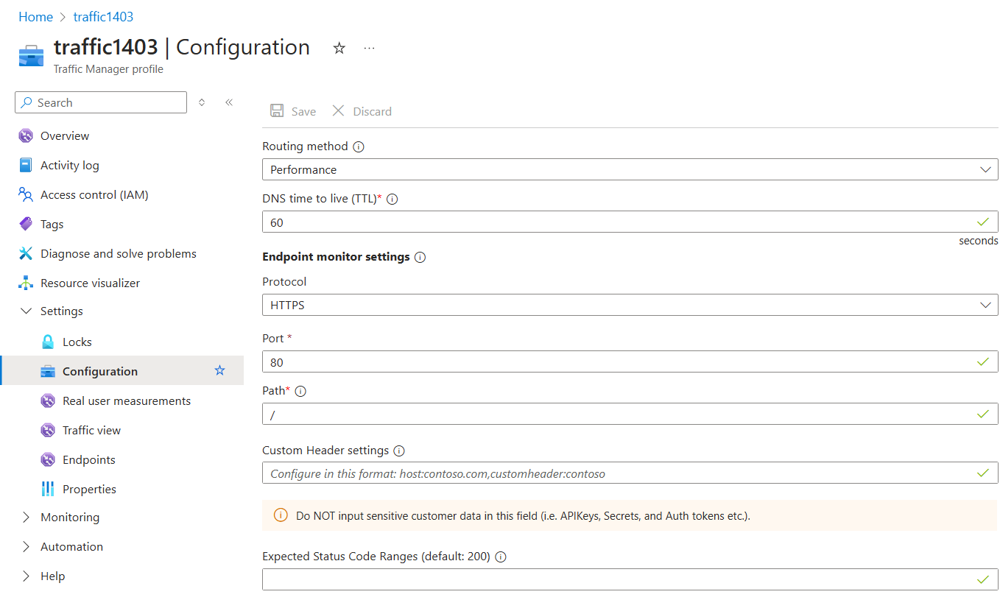 Home > traffic1403
traffic1403 | Configuration
Traffic Manager profile
Search
Overview
Activity log
Access control (IAM)
Tags
Diagnose and solve problems
Resource visualizer
Settings
Locks
Configuration
Real user measurements
Traffic view
Endpoints
Properties
Monitoring
Automation
Help
Save Discard
Routing method
Performance
DNS time to live (TTL)*
60
seconds
Endpoint monitor settings
Protocol
HTTPS
Port *
80
Path*
/
Custom Header settings
Configure in this format: host:contoso.com,customheader:contoso
Do NOT input sensitive customer data in this field (i.e. APIKeys, Secrets, and Auth tokens etc.).
Expected Status Code Ranges (default: 200)